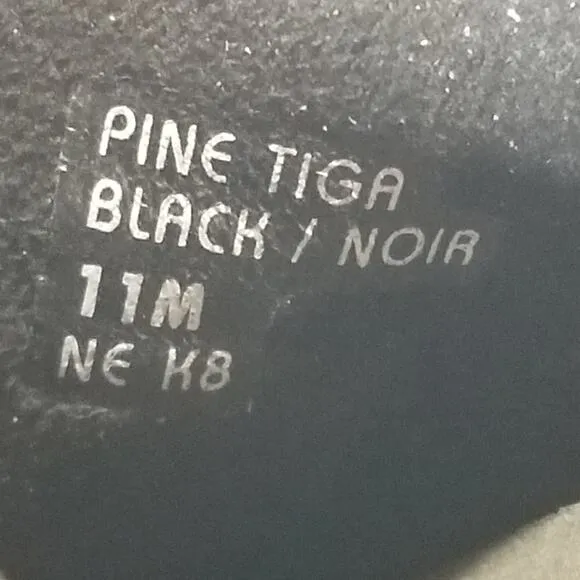 PINE TIGA
BLACK / NOIR
11M
NE K8